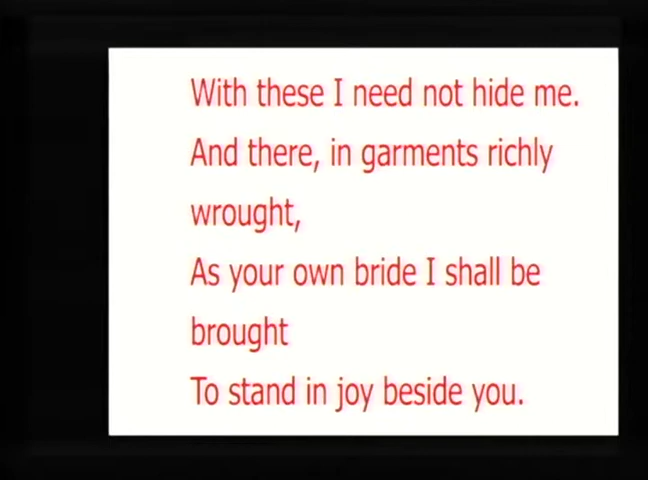 With these I need not hide me.
And there, in garments richly
wrought,
As your own bride I shall be
brought
To stand in joy beside you.